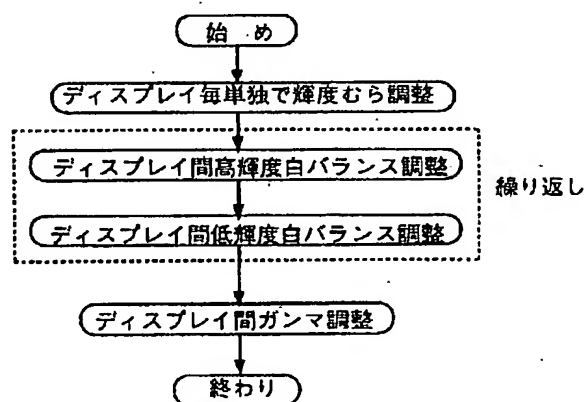 始 め
ディスプレイ毎単独で輝度むら調整
ディスプレイ間高輝度白バランス調整
繰り返し
ディスプレイ間低輝度白バランス調整
ディスプレイ間ガンマ調整
終わり